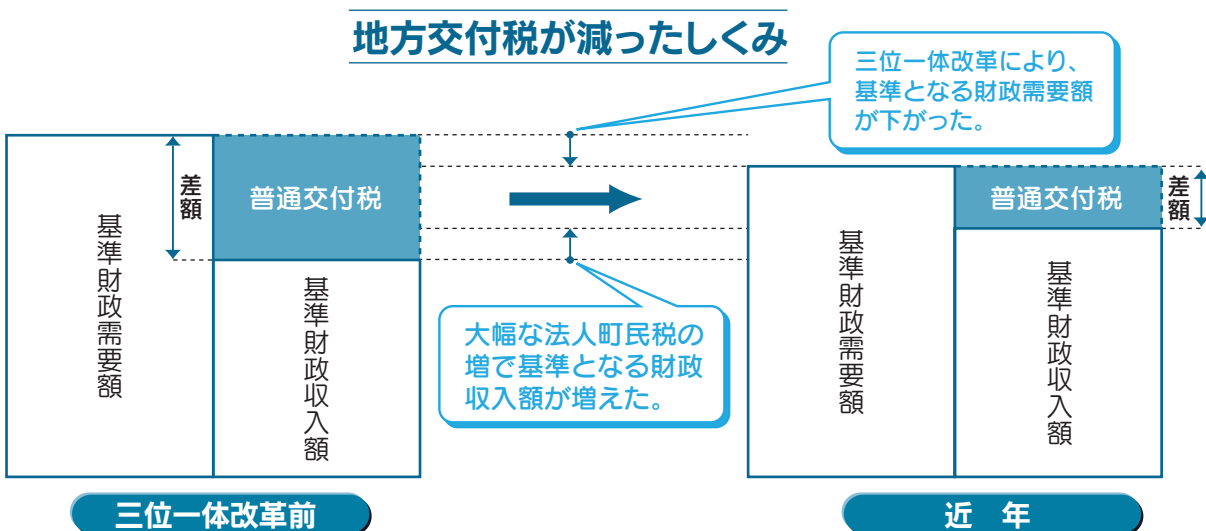 地方交付税が減ったしくみ
三位一体改革により、
基準となる財政需要額
が下がった。
差額
普通交付税
基準財政需要額
基準財政収入額
大幅な法人町民税の
増で基準となる財政
収入額が増えた。
三位一体改革前
普通交付税
差額
基準財政需要額
基準財政収入額
近 年